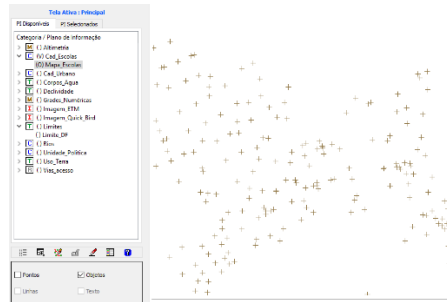 Tela Ativa : Principal
PI Disponíveis PI Selecionados
Categoria / Plano de Informação
M () Altimetria
C (V) Cad_Escolas
(O) Mapa_Escolas
C () Cad_Urbano
T () Corpos_Agua
T () Declividade
M () Grades_Numericas
I () Imagem_ETM
I () Imagem_Quick_Bird
T () Limites
() Limite_DF
C () Rios
C () Unidade_Politica
T () Uso_Terra
() Vias_acesso
Pontos Objetos
Linhas Texto